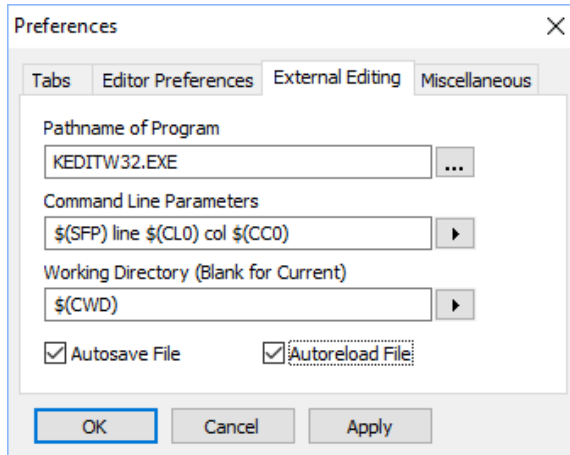 Preferences
Tabs Editor Preferences External Editing Miscellaneous
Pathname of Program
KEDITW32.EXE ...
Command Line Parameters
$(SFP) line $(CL0) col $(CC0)
Working Directory (Blank for Current)
$(CWD)
Autosave File Autoreload File
OK Cancel Apply